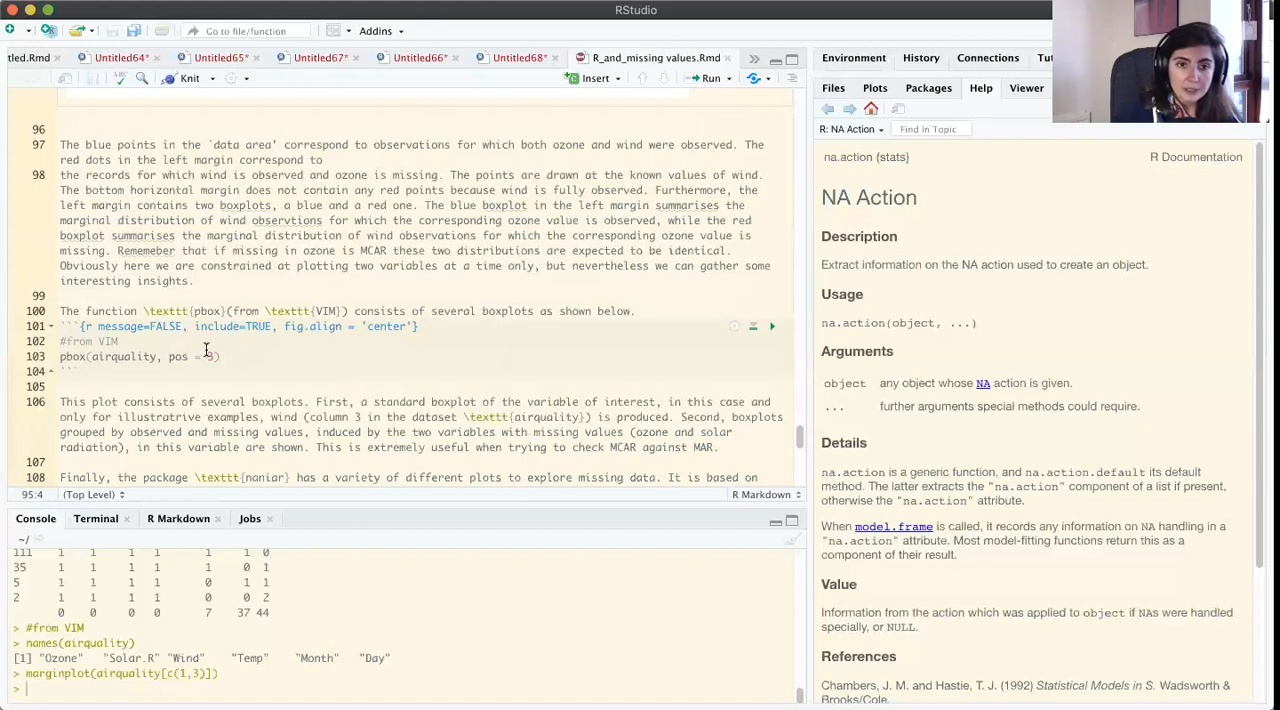 RStudio
Go to file/function
Addins
tled.Rmd
Untitled64*
Untitled65*
Untitled67*
Untitled66*
Untitled68*
R_and_missing values.Rmd
Knit
Insert
Run
96
97 The blue points in the `data area' correspond to observations for which both ozone and wind were observed. The
red dots in the left margin correspond to
98 the records for which wind is observed and ozone is missing. The points are drawn at the known values of wind.
The bottom horizontal margin does not contain any red points because wind is fully observed. Furthermore, the
left margin contains two boxplots, a blue and a red one. The blue boxplot in the left margin summarises the
marginal distribution of wind observtions for which the corresponding ozone value is observed, while the red
boxplot summarises the marginal distribution of wind observations for which the corresponding ozone value is
missing. Rememeber that if missing in ozone is MCAR these two distributions are expected to be identical.
Obviously here we are constrained at plotting two variables at a time only, but nevertheless we can gather some
interesting insights.
99
100 The function \texttt{pbox}(from \texttt{VIM}) consists of several boxplots as shown below.
101 ```{r message=FALSE, include=TRUE, fig.align = 'center'}
102 #from VIM
103 pbox(airquality, pos = 3)
104 ```
105
106 This plot consists of several boxplots. First, a standard boxplot of the variable of interest, in this case and
only for illustratrive examples, wind (column 3 in the dataset \texttt{airquality}) is produced. Second, boxplots
grouped by observed and missing values, induced by the two variables with missing values (ozone and solar
radiation), in this variable are shown. This is extremely useful when trying to check MCAR against MAR.
107
108 Finally, the package \texttt{naniar} has a variety of different plots to explore missing data. It is based on
95:4 (Top Level)
R Markdown
Console Terminal R Markdown Jobs
~/
111 1 1 1 1 1 1 0
35 1 1 1 1 1 0 1
5 1 1 1 1 0 1 1
2 1 1 1 1 0 0 2
0 0 0 0 7 37 44
> #from VIM
> names(airquality)
[1] "Ozone" "Solar.R" "Wind" "Temp" "Month" "Day"
> marginplot(airquality[c(1,3)])
>
Environment History Connections Tu
Files Plots Packages Help Viewer
R: NA Action
Find in Topic
na.action {stats}
R Documentation
NA Action
Description
Extract information on the NA action used to create an object.
Usage
na.action(object, ...)
Arguments
object any object whose NA action is given.
... further arguments special methods could require.
Details
na.action is a generic function, and na.action.default its default
method. The latter extracts the "na.action" component of a list if present,
otherwise the "na.action" attribute.
When model.frame is called, it records any information on NA handling in a
"na.action" attribute. Most model-fitting functions return this as a
component of their result.
Value
Information from the action which was applied to object if NAs were handled
specially, or NULL.
References
Chambers, J. M. and Hastie, T. J. (1992) Statistical Models in S. Wadsworth &
Brooks/Cole.